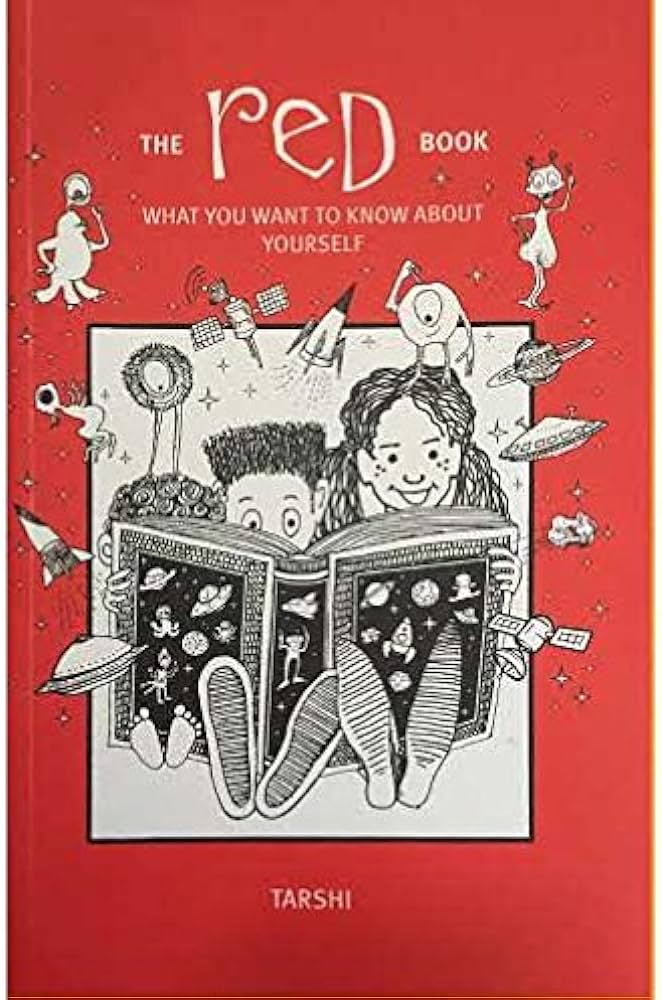 THE reD BOOK
WHAT YOU WANT TO KNOW ABOUT
YOURSELF
TARSHI